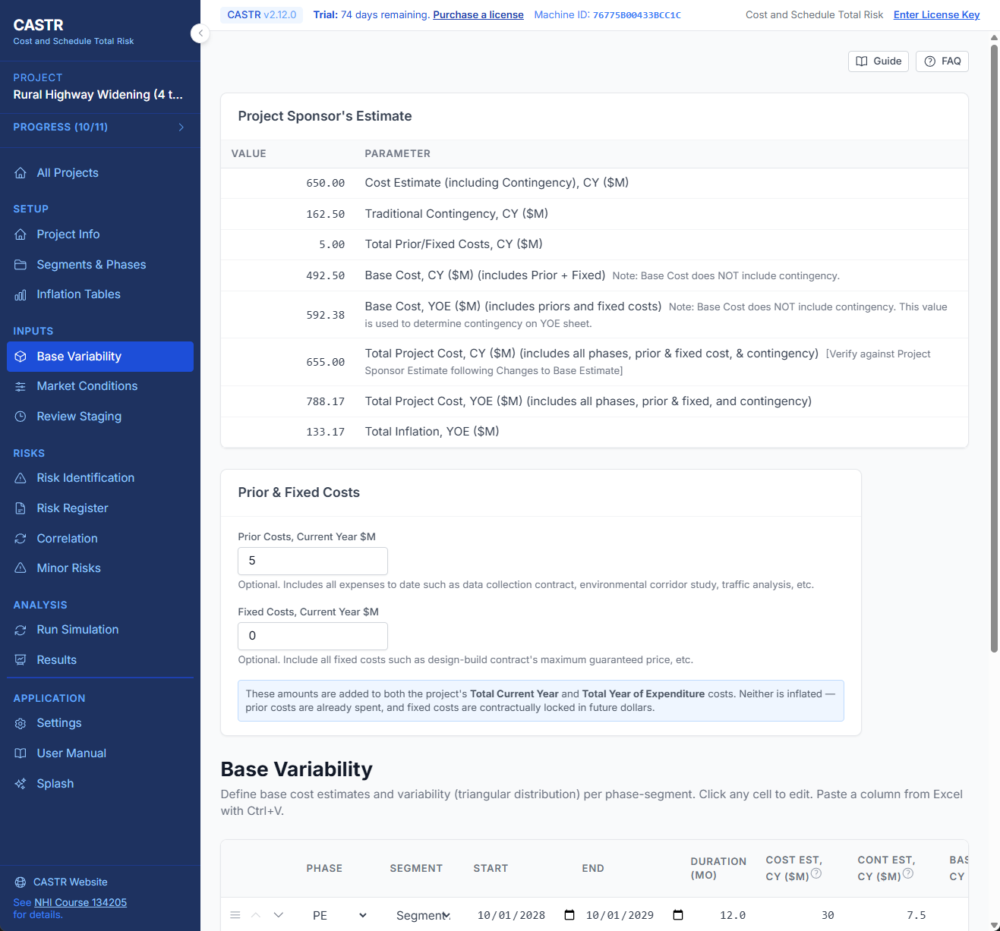 CASTR
Cost and Schedule Total Risk
PROJECT
Rural Highway Widening (4 t...
PROGRESS (10/11)
All Projects
SETUP
Project Info
Segments & Phases
Inflation Tables
INPUTS
Base Variability
Market Conditions
Review Staging
RISKS
Risk Identification
Risk Register
Correlation
Minor Risks
ANALYSIS
Run Simulation
Results
APPLICATION
Settings
User Manual
Splash
CASTR Website
See NHI Course 134205
for details.
CASTR v2.12.0 Trial: 74 days remaining. Purchase a license Machine ID: 76775B00433BCC1C Cost and Schedule Total Risk Enter License Key
Guide FAQ
Project Sponsor's Estimate
VALUE PARAMETER
650.00 Cost Estimate (including Contingency), CY ($M)
162.50 Traditional Contingency, CY ($M)
5.00 Total Prior/Fixed Costs, CY ($M)
492.50 Base Cost, CY ($M) (includes Prior + Fixed) Note: Base Cost does NOT include contingency.
592.38 Base Cost, YOE ($M) (includes priors and fixed costs) Note: Base Cost does NOT include contingency. This value
is used to determine contingency on YOE sheet.
655.00 Total Project Cost, CY ($M) (includes all phases, prior & fixed cost, & contingency) [Verify against Project
Sponsor Estimate following Changes to Base Estimate]
788.17 Total Project Cost, YOE ($M) (includes all phases, prior & fixed, and contingency)
133.17 Total Inflation, YOE ($M)
Prior & Fixed Costs
Prior Costs, Current Year $M
5
Optional. Includes all expenses to date such as data collection contract, environmental corridor study, traffic analysis, etc.
Fixed Costs, Current Year $M
0
Optional. Include all fixed costs such as design-build contract's maximum guaranteed price, etc.
These amounts are added to both the project's Total Current Year and Total Year of Expenditure costs. Neither is inflated —
prior costs are already spent, and fixed costs are contractually locked in future dollars.
Base Variability
Define base cost estimates and variability (triangular distribution) per phase-segment. Click any cell to edit. Paste a column from Excel
with Ctrl+V.
PHASE SEGMENT START END DURATION (MO) COST EST, CY ($M) CONT EST, CY ($M) BAS CY
PE Segment 10/01/2028 10/01/2029 12.0 30 7.5